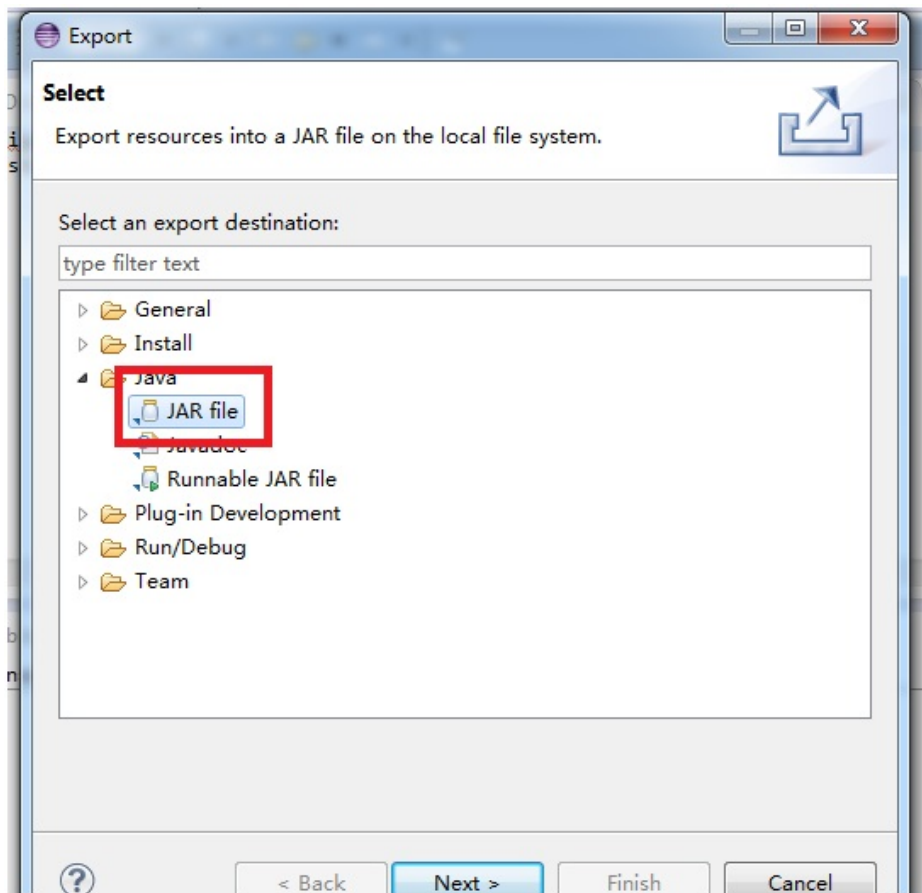 Export
Select
Export resources into a JAR file on the local file system.
Select an export destination:
type filter text
General
Install
Java
JAR file
Javadoc
Runnable JAR file
Plug-in Development
Run/Debug
Team
< Back Next > Finish Cancel